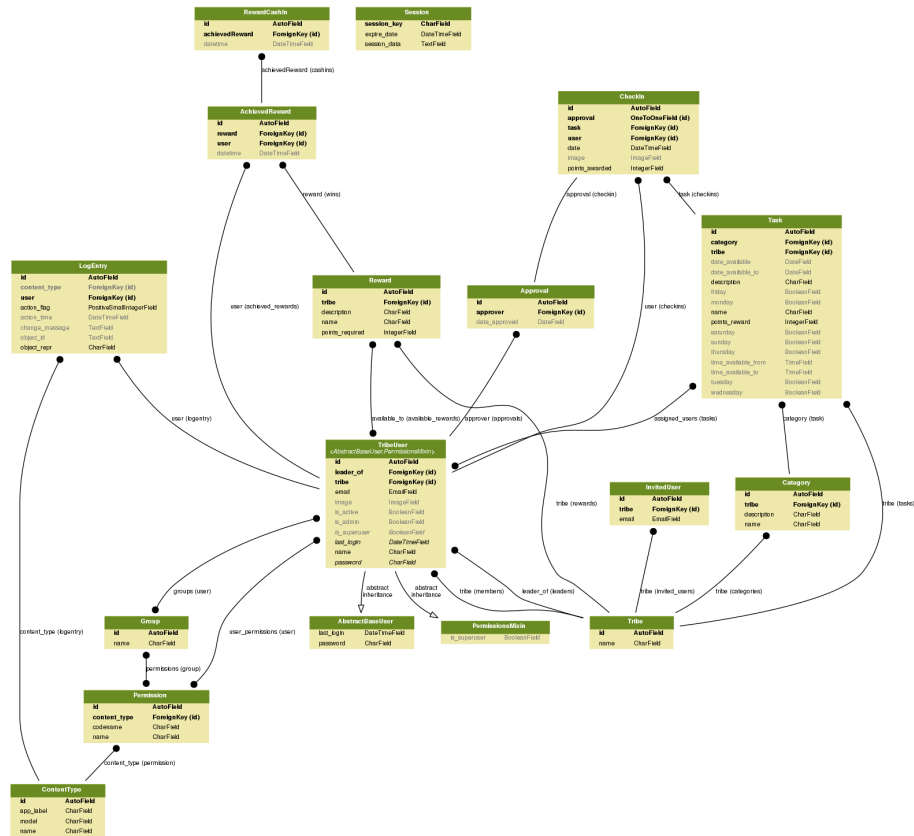 RewardCashIn
id AutoField
achievedReward ForeignKey (id)
datetime DateTimeField
Session
session_key CharField
expire_date DateTimeField
session_data TextField
achievedReward (cashins)
AchievedReward
id AutoField
reward ForeignKey (id)
user ForeignKey (id)
datetime DateTimeField
CheckIn
id AutoField
approval OneToOneField (id)
task ForeignKey (id)
user ForeignKey (id)
date DateTimeField
image ImageField
points_awarded IntegerField
reward (wins)
approval (checkin)
task (checkins)
Task
id AutoField
category ForeignKey (id)
tribe ForeignKey (id)
date_available DateField
date_available_to DateField
description CharField
friday BooleanField
monday BooleanField
name CharField
points_reward IntegerField
saturday BooleanField
sunday BooleanField
thursday BooleanField
time_available_from TimeField
time_available_to TimeField
tuesday BooleanField
wednesday BooleanField
LogEntry
id AutoField
content_type ForeignKey (id)
user ForeignKey (id)
action_flag PositiveSmallIntegerField
action_time DateTimeField
change_message TextField
object_id TextField
object_repr CharField
user (achieved_rewards)
Reward
id AutoField
tribe ForeignKey (id)
description CharField
name CharField
points_required IntegerField
Approval
id AutoField
approver ForeignKey (id)
date_approved DateField
user (checkins)
user (logentry)
available_to (available_rewards)
approver (approvals)
assigned_users (tasks)
category (task)
TribeUser
<AbstractBaseUser,PermissionsMixin>
id AutoField
leader_of ForeignKey (id)
tribe ForeignKey (id)
email EmailField
image ImageField
is_active BooleanField
is_admin BooleanField
is_superuser BooleanField
last_login DateTimeField
name CharField
password CharField
InvitedUser
id AutoField
tribe ForeignKey (id)
email EmailField
Category
id AutoField
tribe ForeignKey (id)
description CharField
name CharField
tribe (rewards)
tribe (tasks)
groups (user)
abstract
inheritance
abstract
inheritance
tribe (members)
leader_of (leaders)
tribe (invited_users)
tribe (categories)
content_type (logentry)
Group
id AutoField
name CharField
user_permissions (user)
AbstractBaseUser
last_login DateTimeField
password CharField
PermissionsMixin
is_superuser BooleanField
Tribe
id AutoField
name CharField
permissions (group)
Permission
id AutoField
content_type ForeignKey (id)
codename CharField
name CharField
content_type (permission)
ContentType
id AutoField
app_label CharField
model CharField
name CharField